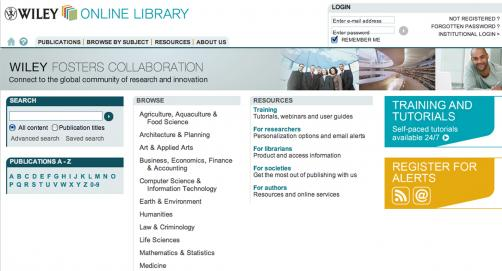 WILEY ONLINE LIBRARY
LOGIN
Enter e-mail address
Enter password
REMEMBER ME
NOT REGISTERED ?
FORGOTTEN PASSWORD ?
INSTITUTIONAL LOGIN >
PUBLICATIONS | BROWSE BY SUBJECT | RESOURCES | ABOUT US
WILEY FOSTERS COLLABORATION
Connect to the global community of research and innovation
SEARCH
All content Publication titles
Advanced search Saved search
PUBLICATIONS A - Z
A B C D E F G H I J K L M N O
P Q R S T U V W X Y Z 0-9
BROWSE
Agriculture, Aquaculture &
Food Science
Architecture & Planning
Art & Applied Arts
Business, Economics, Finance
& Accounting
Computer Science &
Information Technology
Earth & Environment
Humanities
Law & Criminology
Life Sciences
Mathematics & Statistics
Medicine
RESOURCES
Training
Tutorials, webinars and user guides
For researchers
Personalization options and email alerts
For librarians
Product and access information
For societies
Get the most out of publishing with us
For authors
Resources and online services
TRAINING AND
TUTORIALS
Self-paced tutorials
available 24/7
REGISTER FOR
ALERTS
@